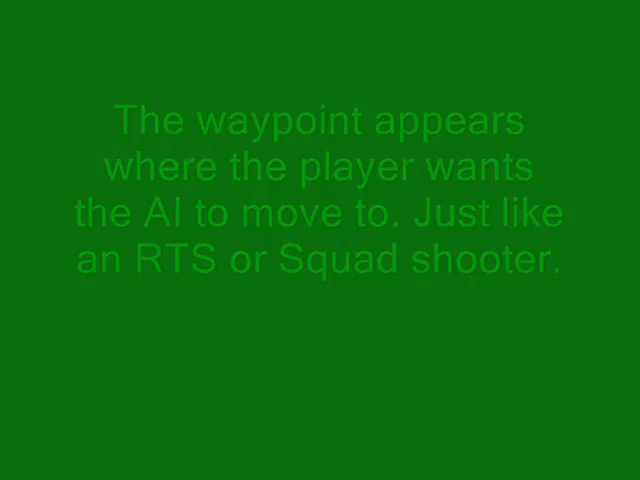 The waypoint appears
where the player wants
the AI to move to. Just like
an RTS or Squad shooter.